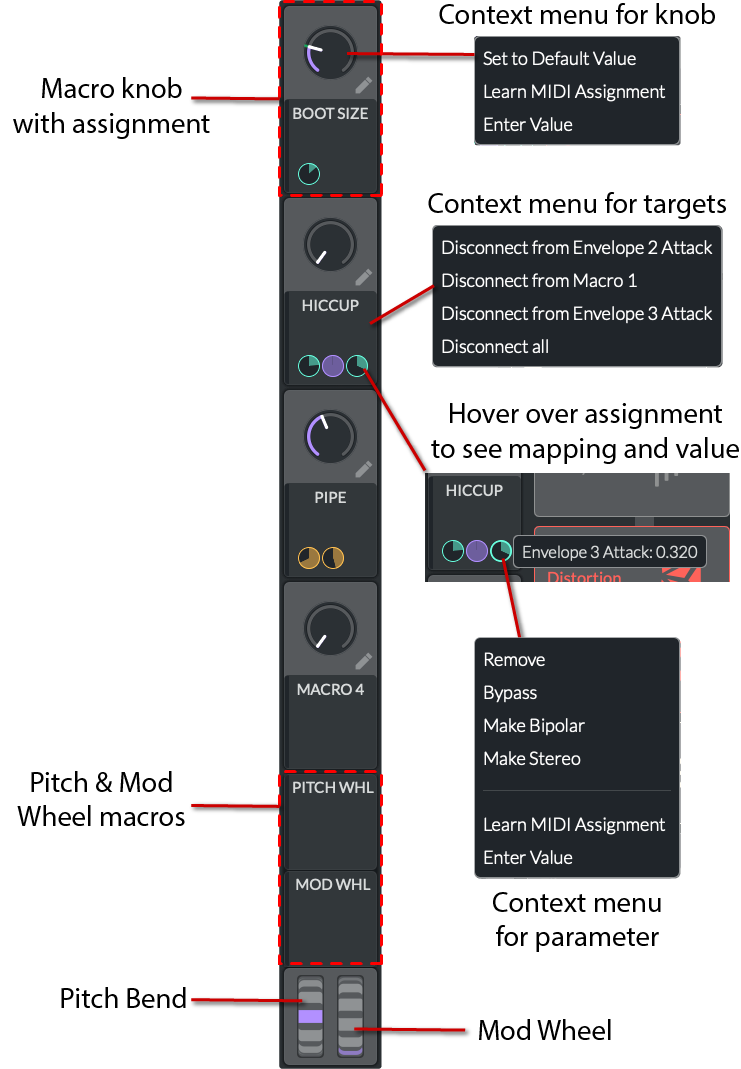 Context menu for knob
Set to Default Value
Learn MIDI Assignment
Enter Value
Macro knob
with assignment
BOOT SIZE
Context menu for targets
Disconnect from Envelope 2 Attack
Disconnect from Macro 1
Disconnect from Envelope 3 Attack
Disconnect all
HICCUP
Hover over assignment
to see mapping and value
HICCUP
Envelope 3 Attack: 0.320
Distortion
PIPE
Remove
Bypass
Make Bipolar
Make Stereo
Learn MIDI Assignment
Enter Value
Context menu
for parameter
MACRO 4
Pitch & Mod
Wheel macros
PITCH WHL
MOD WHL
Pitch Bend
Mod Wheel